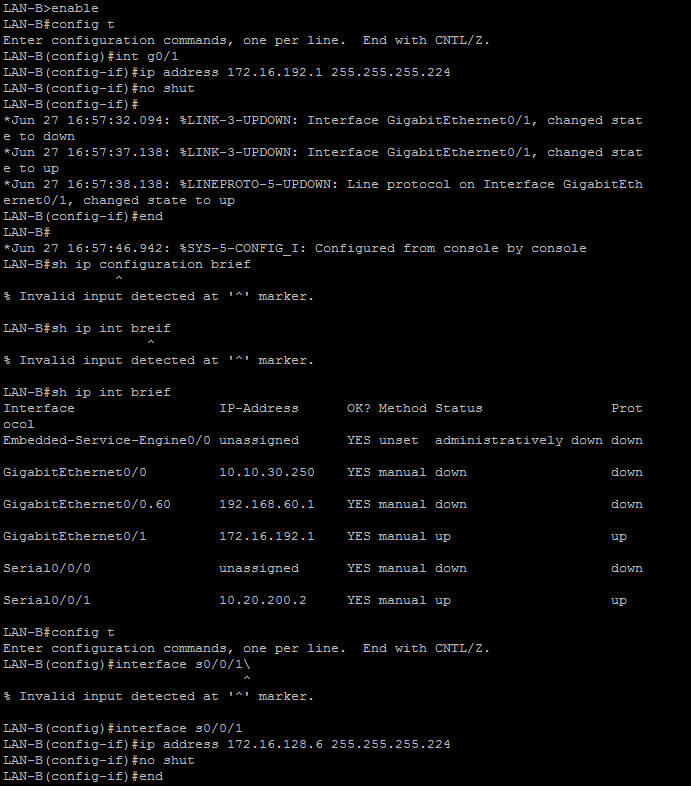 LAN-B>enable
LAN-B#config t
Enter configuration commands, one per line.  End with CNTL/Z.
LAN-B(config)#int g0/1
LAN-B(config-if)#ip address 172.16.192.1 255.255.255.224
LAN-B(config-if)#no shut
LAN-B(config-if)#
*Jun 27 16:57:32.094: %LINK-3-UPDOWN: Interface GigabitEthernet0/1, changed stat
e to down
*Jun 27 16:57:37.138: %LINK-3-UPDOWN: Interface GigabitEthernet0/1, changed stat
e to up
*Jun 27 16:57:38.138: %LINEPROTO-5-UPDOWN: Line protocol on Interface GigabitEth
ernet0/1, changed state to up
LAN-B(config-if)#end
LAN-B#
*Jun 27 16:57:46.942: %SYS-5-CONFIG_I: Configured from console by console
LAN-B#sh ip configuration brief
              ^
% Invalid input detected at '^' marker.

LAN-B#sh ip int breif
                  ^
% Invalid input detected at '^' marker.

LAN-B#sh ip int brief
Interface                  IP-Address      OK? Method Status                Prot
ocol
Embedded-Service-Engine0/0 unassigned      YES unset  administratively down down

GigabitEthernet0/0         10.10.30.250    YES manual down                  down

GigabitEthernet0/0.60      192.168.60.1    YES manual down                  down

GigabitEthernet0/1         172.16.192.1    YES manual up                    up

Serial0/0/0                unassigned      YES manual down                  down

Serial0/0/1                10.20.200.2     YES manual up                    up

LAN-B#config t
Enter configuration commands, one per line.  End with CNTL/Z.
LAN-B(config)#interface s0/0/1\
                              ^
% Invalid input detected at '^' marker.

LAN-B(config)#interface s0/0/1
LAN-B(config-if)#ip address 172.16.128.6 255.255.255.224
LAN-B(config-if)#no shut
LAN-B(config-if)#end